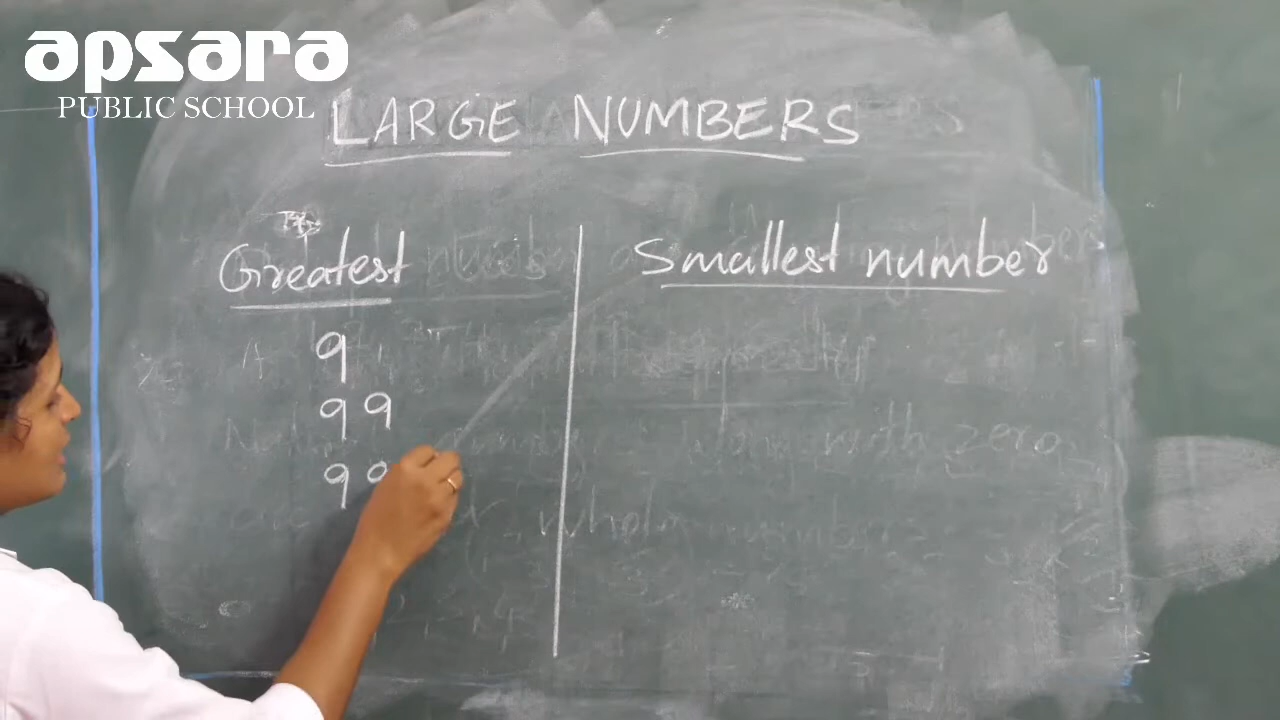 apsara
PUBLIC SCHOOL
LARGE NUMBERS
Greatest
Smallest number
9
99
99